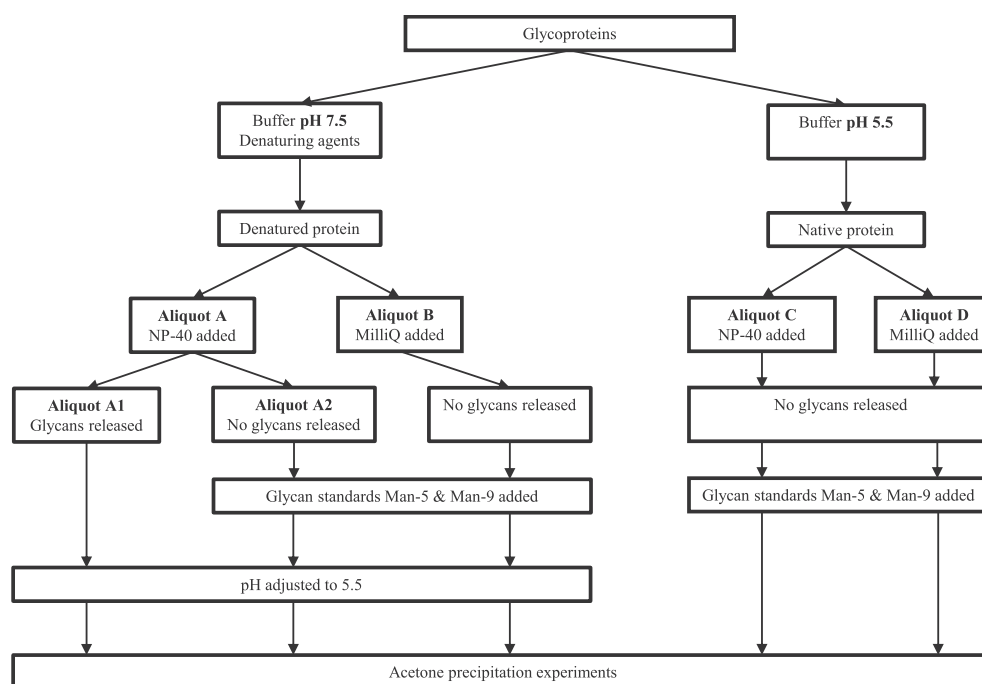 Glycoproteins
Buffer pH 7.5
Denaturing agents
Buffer pH 5.5
Denatured protein
Native protein
Aliquot A
NP-40 added
Aliquot B
MilliQ added
Aliquot C
NP-40 added
Aliquot D
MilliQ added
Aliquot A1
Glycans released
Aliquot A2
No glycans released
No glycans released
No glycans released
Glycan standards Man-5 & Man-9 added
Glycan standards Man-5 & Man-9 added
pH adjusted to 5.5
Acetone precipitation experiments